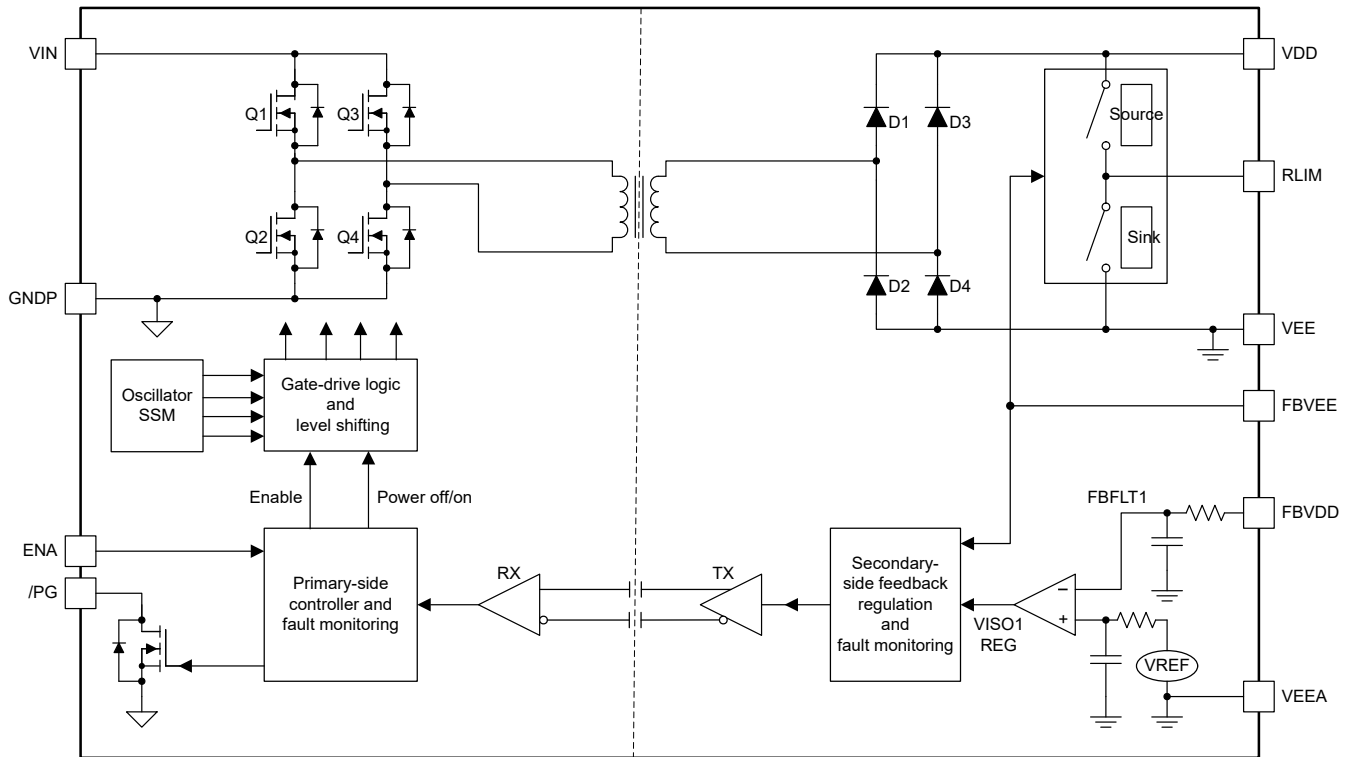 VIN
VDD
Q1
Q3
D1
D3
Source
RLIM
Q2
Q4
Sink
D2
D4
GNDP
VEE
Oscillator
SSM
Gate-drive logic
and
level shifting
FBVEE
Enable
Power off/on
FBFLT1
FBVDD
ENA
/PG
Primary-side
controller and
fault monitoring
RX
TX
Secondary-
side feedback
regulation
and
fault monitoring
VISO1
REG
–
+
VREF
VEEA